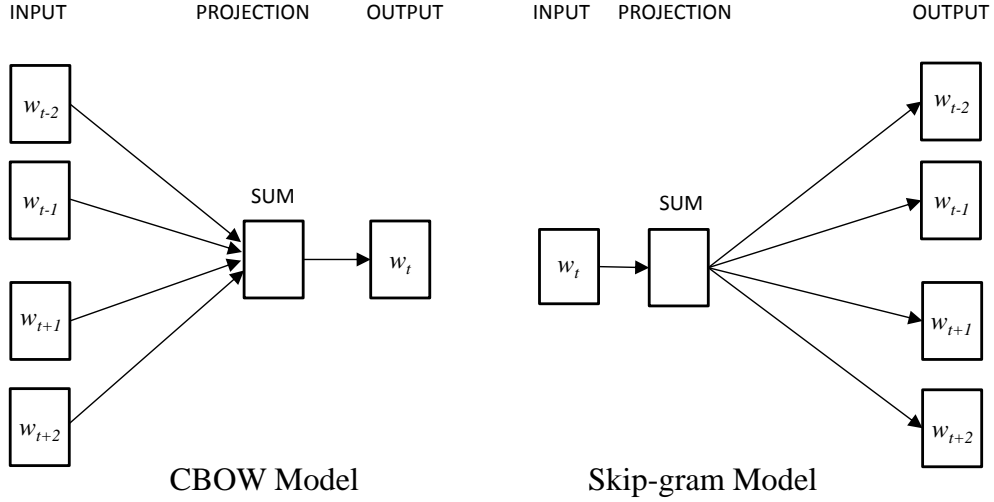 INPUT PROJECTION OUTPUT
w_{t-2}
w_{t-1}
SUM
w_t
w_{t+1}
w_{t+2}
CBOW Model
INPUT PROJECTION OUTPUT
w_{t-2}
w_{t-1}
SUM
w_t
w_{t+1}
w_{t+2}
Skip-gram Model